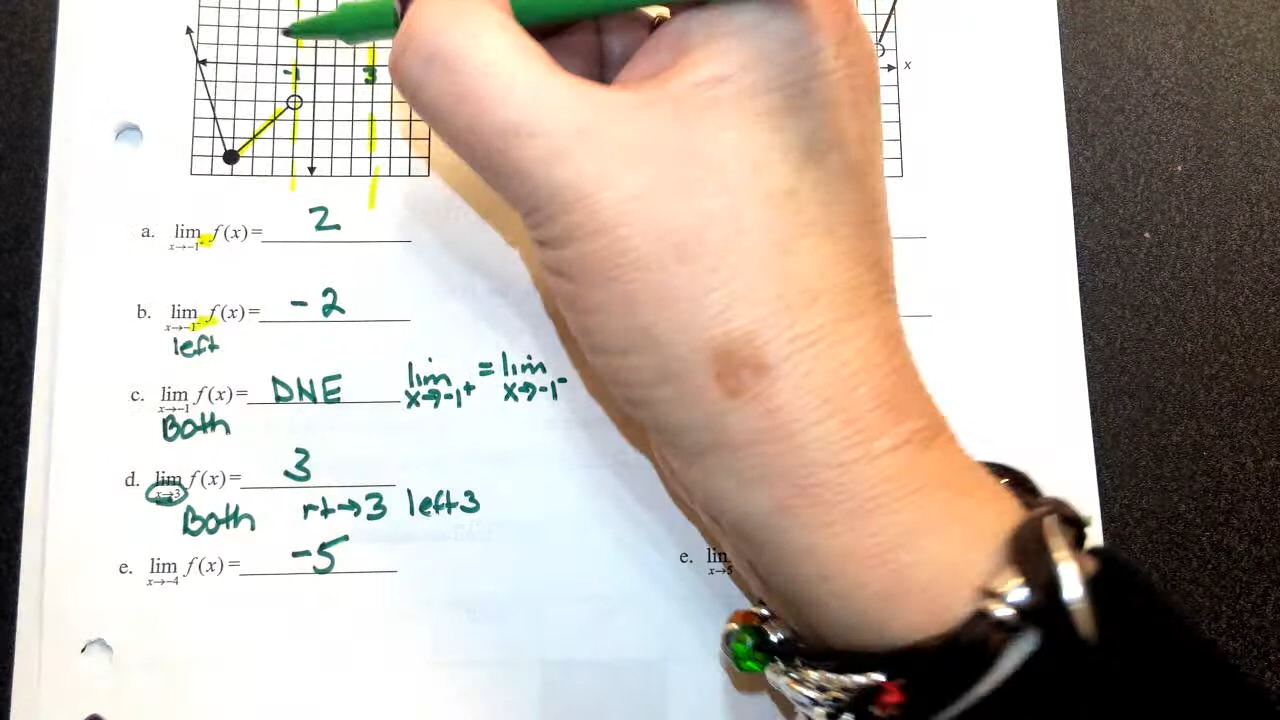 -1 3
x
a. lim x→-1⁺ f(x)= 2
b. lim x→-1⁻ f(x)= -2
left
c. lim x→-1 f(x)= DNE lim x→-1⁺ = lim x→-1⁻
Both
d. lim x→3 f(x)= 3
Both rt→3 left 3
e. lim x→-4 f(x)= -5
e. lim x→5